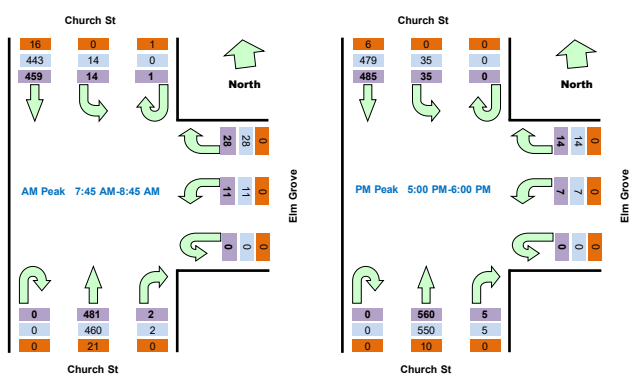 Church St
16 0 1
443 14 0
459 14 1
North
28 28 0
AM Peak 7:45 AM-8:45 AM
11 11 0
Elm Grove
0 0 0
0 481 2
0 460 2
0 21 0
Church St
Church St
6 0 0
479 35 0
485 35 0
North
14 14 0
PM Peak 5:00 PM-6:00 PM
7 7 0
Elm Grove
0 0 0
0 560 5
0 550 5
0 10 0
Church St